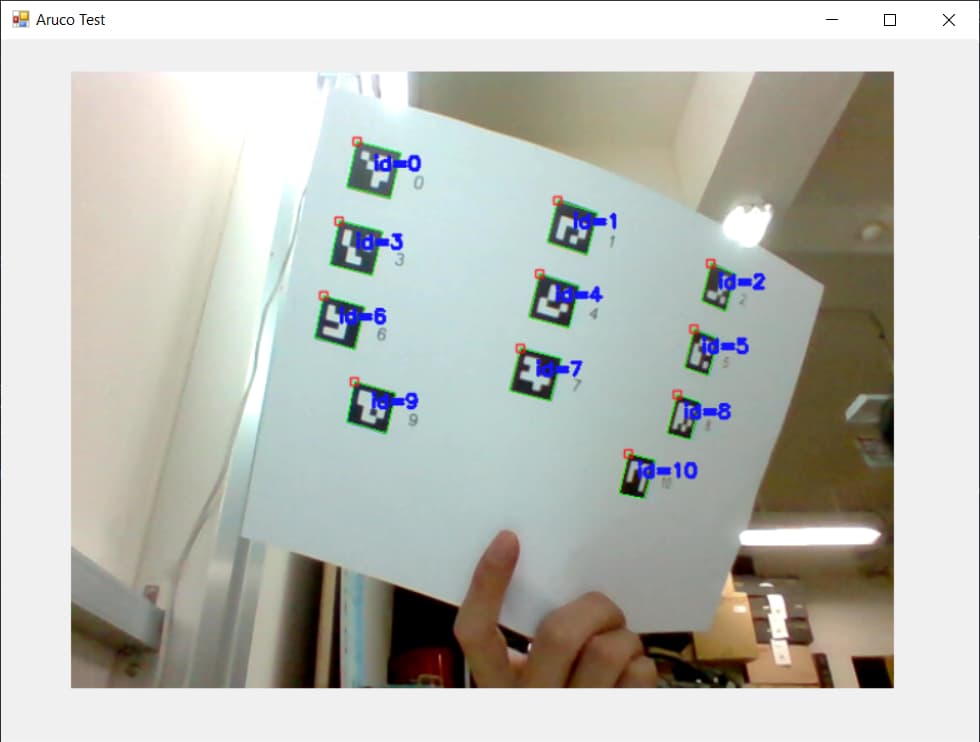 Aruco Test
id=0
0
id=1
1
id=3
3
id=2
2
id=4
4
id=6
6
id=5
5
id=7
7
id=9
9
id=8
8
id=10
10